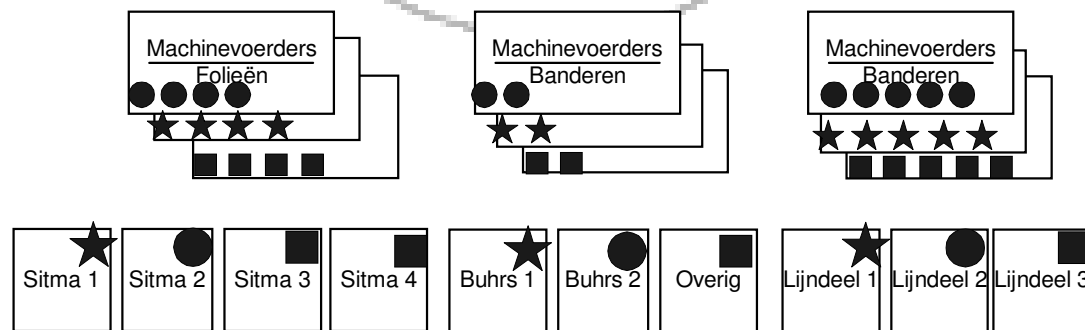 Machinevoerders
Folieën
Machinevoerders
Banderen
Machinevoerders
Banderen
Sitma 1
Sitma 2
Sitma 3
Sitma 4
Buhrs 1
Buhrs 2
Overig
Lijndeel 1
Lijndeel 2
Lijndeel 3